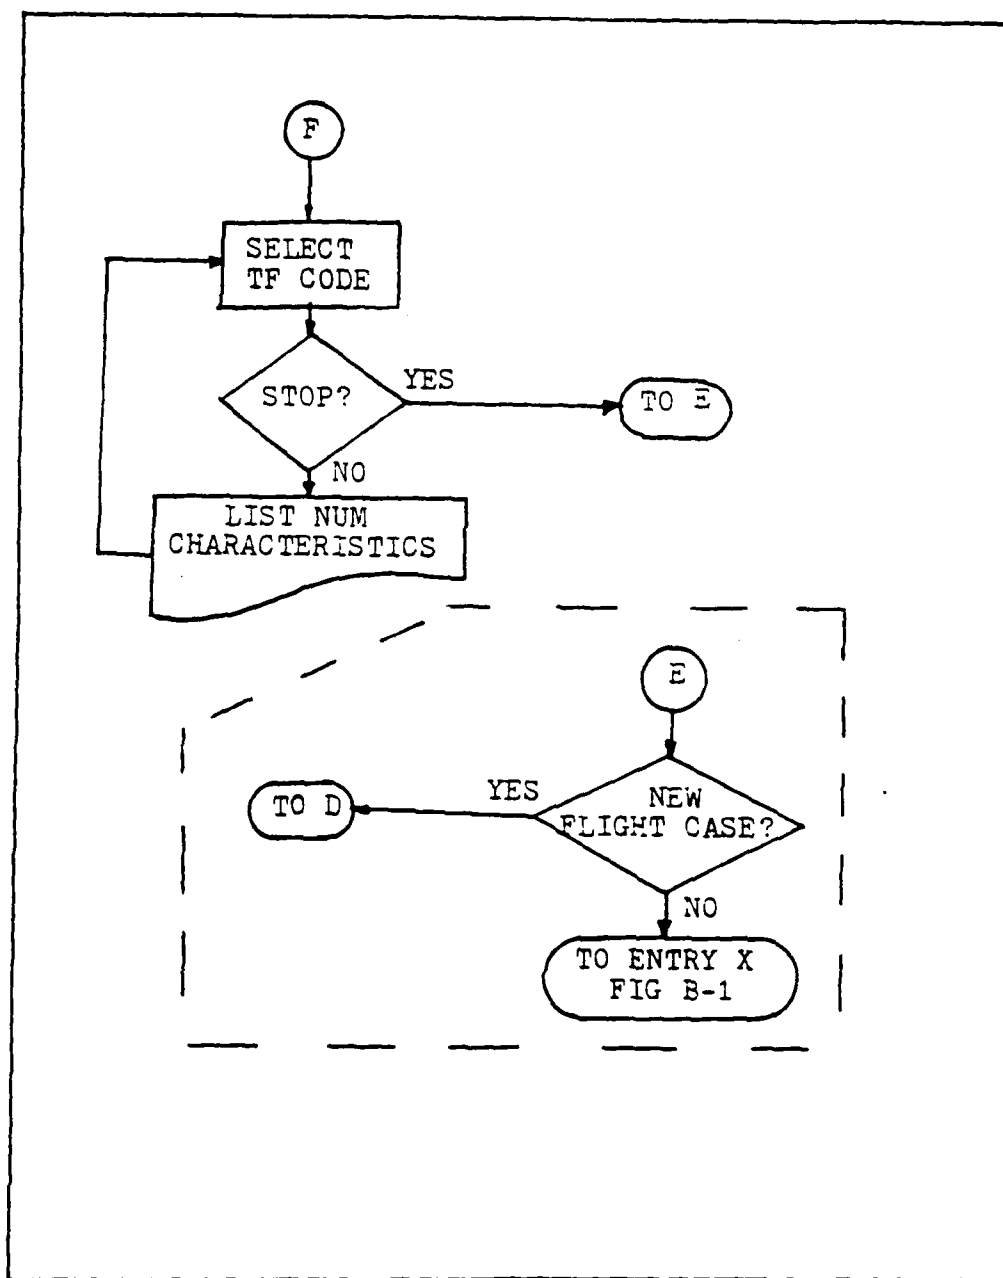 F
SELECT
TF CODE
STOP?
YES
TO E
NO
LIST NUM
CHARACTERISTICS
E
NEW
FLIGHT CASE?
YES
TO D
NO
TO ENTRY X
FIG B-1